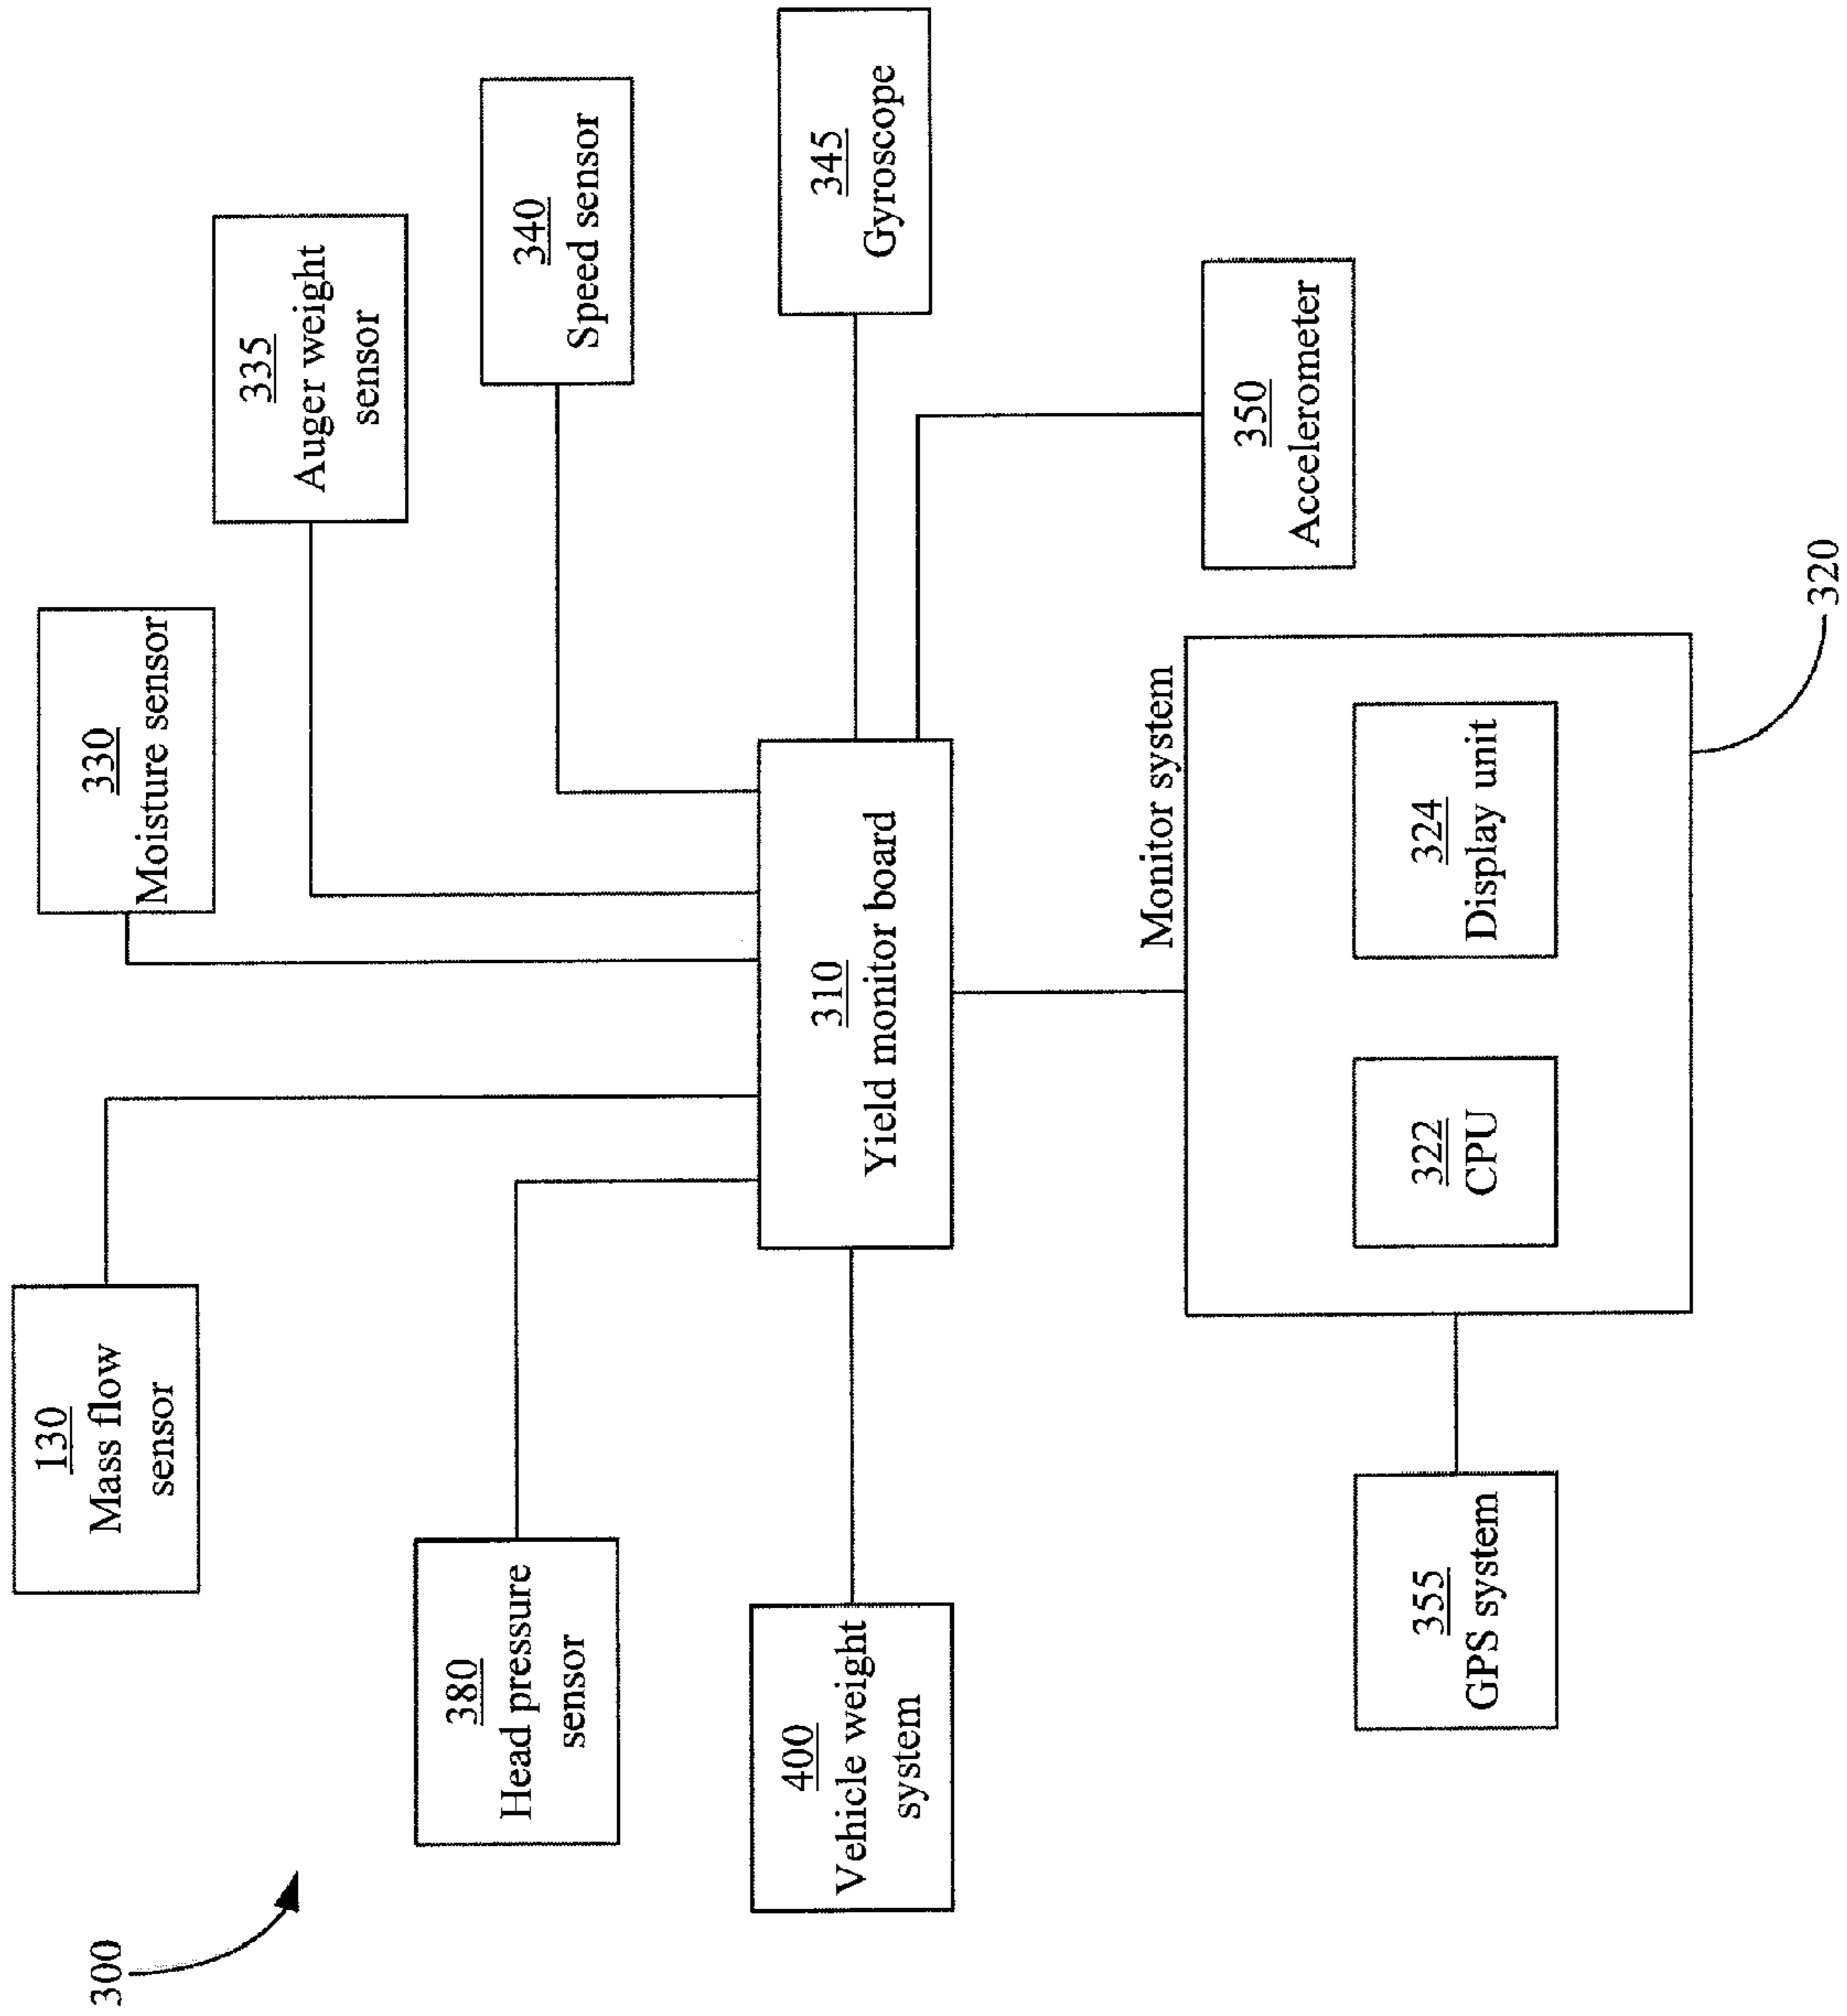 300
130
Mass flow
sensor
330
Moisture sensor
335
Auger weight
sensor
380
Head pressure
sensor
340
Speed sensor
400
Vehicle weight
system
310
Yield monitor board
345
Gyroscope
Monitor system
350
Accelerometer
355
GPS system
322
CPU
324
Display unit
320